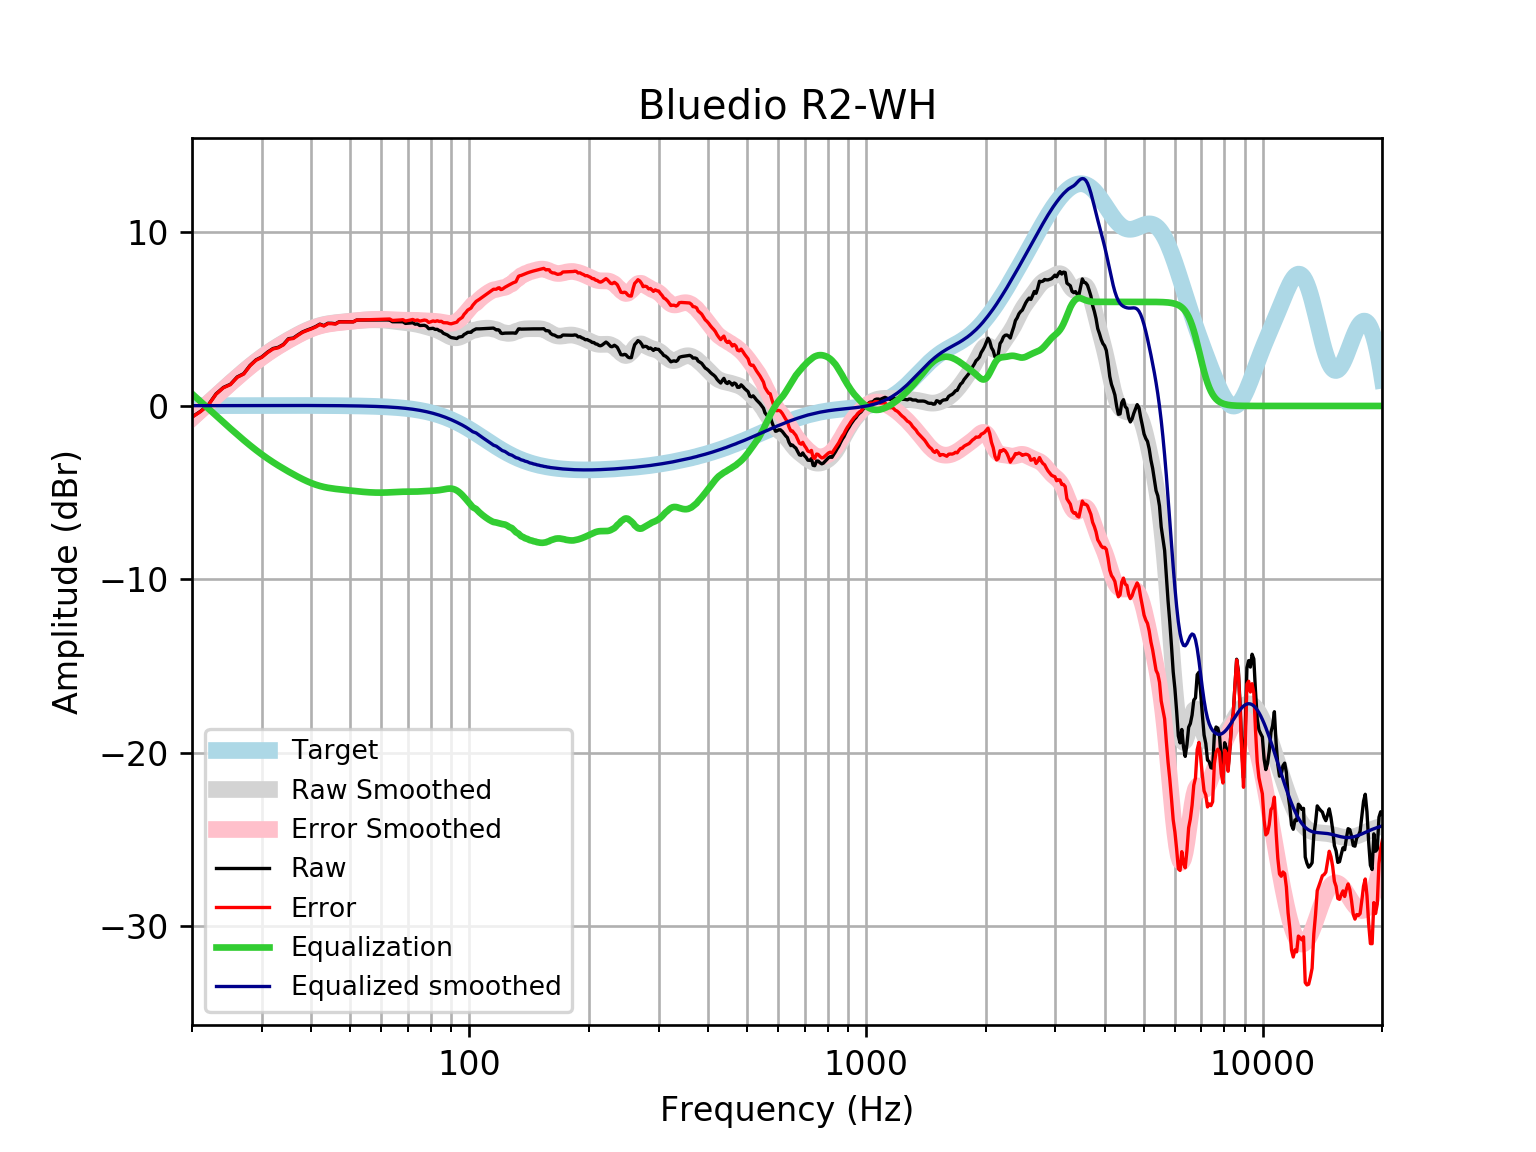 Bluedio R2-WH
10
0
−10
−20
−30
Amplitude (dBr)
Target
Raw Smoothed
Error Smoothed
Raw
Error
Equalization
Equalized smoothed
100
1000
10000
Frequency (Hz)